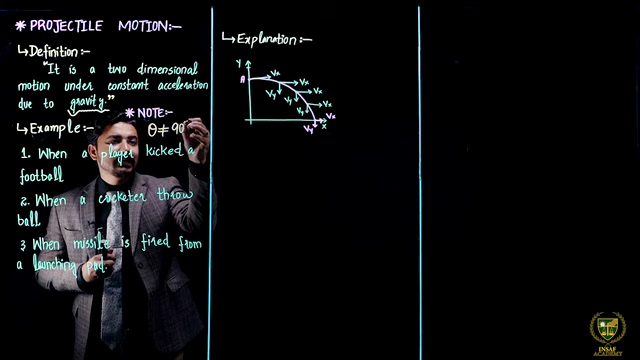 * PROJECTILE MOTION:-
↳ Definition:-
"It is a two dimensional
motion under constant acceleration
due to gravity."
* NOTE:-
↳ Example:-
θ ≠ 90
1. When a player kicked a
football
2. When a cricketer throw
ball
3 When missile is fired from
a launching pad.
↳ Explanation:-
Y
A
Vx
Vx
Vx
Vx
Vx
Vy
Vy
Vy
Vy
X
INSAF
ACADEMY